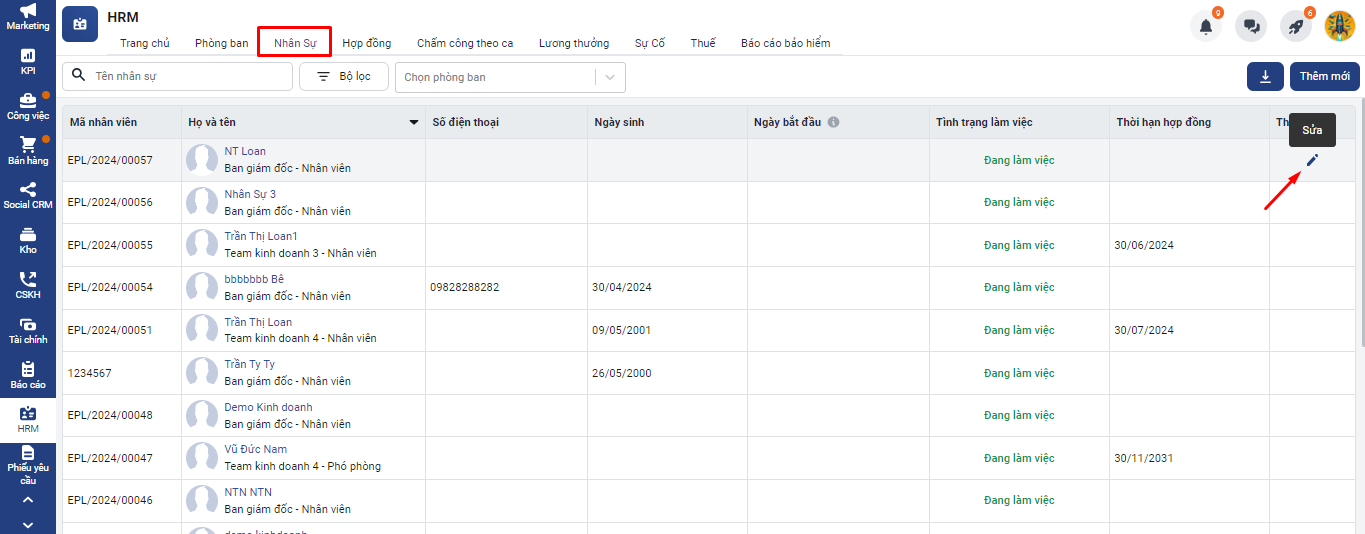 Marketing
KPI
Công việc
Bán hàng
Social CRM
Kho
CSKH
Tài chính
Báo cáo
HRM
Phiếu yêu
cầu
HRM
9
6
Trang chủ Phòng ban Nhân Sự Hợp đồng Chấm công theo ca Lương thưởng Sự Cố Thuế Báo cáo bảo hiểm
Tên nhân sự Bộ lọc Chọn phòng ban Thêm mới
Mã nhân viên Họ và tên Số điện thoại Ngày sinh Ngày bắt đầu Tình trạng làm việc Thời hạn hợp đồng Th
Sửa
EPL/2024/00057 NT Loan Đang làm việc
Ban giám đốc - Nhân viên
EPL/2024/00056 Nhân Sự 3 Đang làm việc
Ban giám đốc - Nhân viên
EPL/2024/00055 Trần Thị Loan1 Đang làm việc 30/06/2024
Team kinh doanh 3 - Nhân viên
EPL/2024/00054 bbbbbbb Bê 09828288282 30/04/2024 Đang làm việc
Ban giám đốc - Nhân viên
EPL/2024/00051 Trần Thị Loan 09/05/2001 Đang làm việc 30/07/2024
Team kinh doanh 4 - Nhân viên
1234567 Trần Ty Ty 26/05/2000 Đang làm việc
Ban giám đốc - Nhân viên
EPL/2024/00048 Demo Kinh doanh Đang làm việc
Ban giám đốc - Nhân viên
EPL/2024/00047 Vũ Đức Nam Đang làm việc 30/11/2031
Team kinh doanh 4 - Phó phòng
EPL/2024/00046 NTN NTN Đang làm việc
Ban giám đốc - Nhân viên